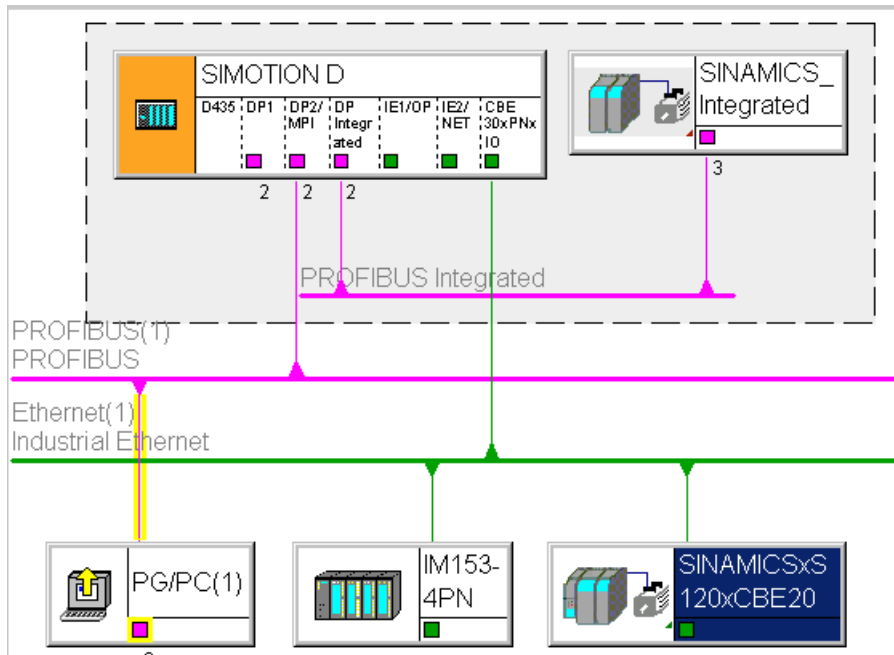 SIMOTION D
D435 DP1 DP2/ DP IE1/OP IE2/ CBE
MPI Integr NET 30xPNx
ated IO
2 2 2
SINAMICS_
Integrated
3
PROFIBUS Integrated
PROFIBUS(1)
PROFIBUS
Ethernet(1)
Industrial Ethernet
PG/PC(1)
IM153-
4PN
SINAMICSxS
120xCBE20